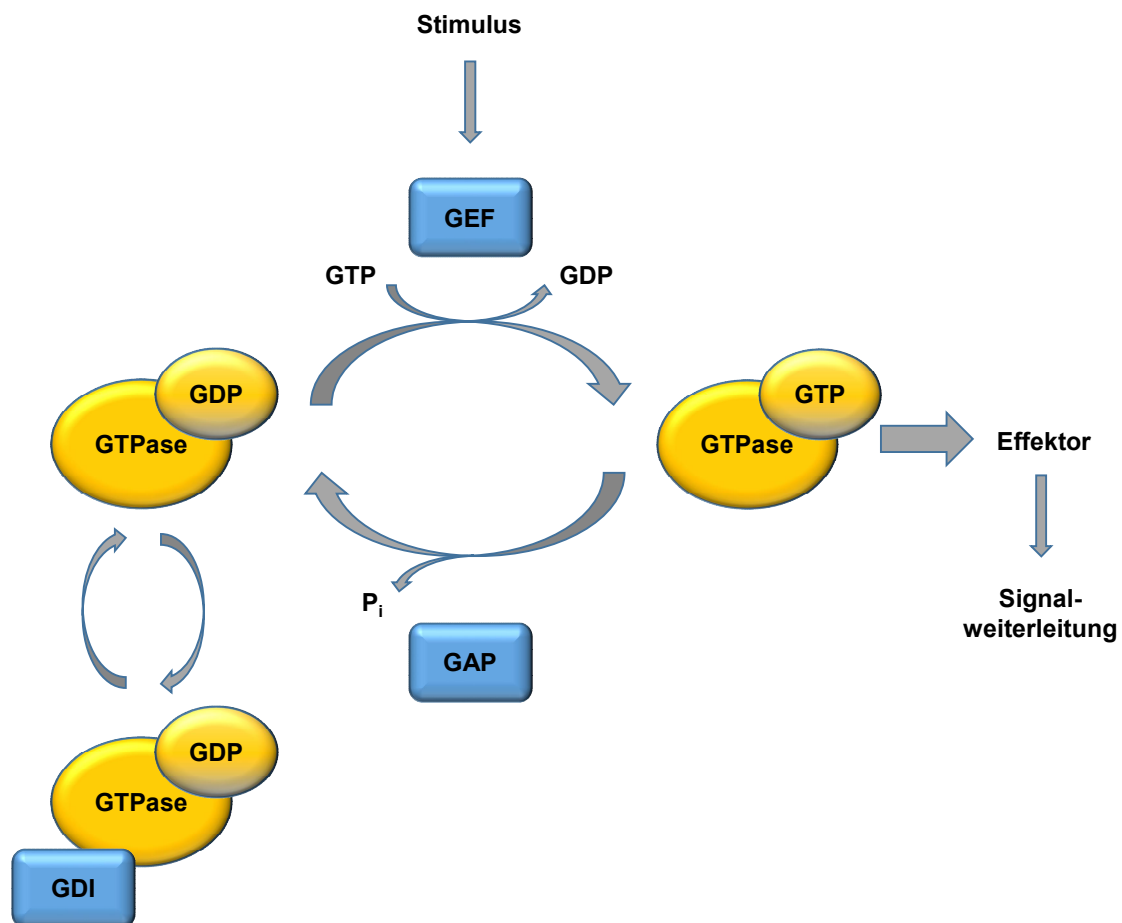 Stimulus
GEF
GTP
GDP
GDP
GTPase
GTP
GTPase
Effektor
Pi
GAP
Signal-
weiterleitung
GDP
GTPase
GDI